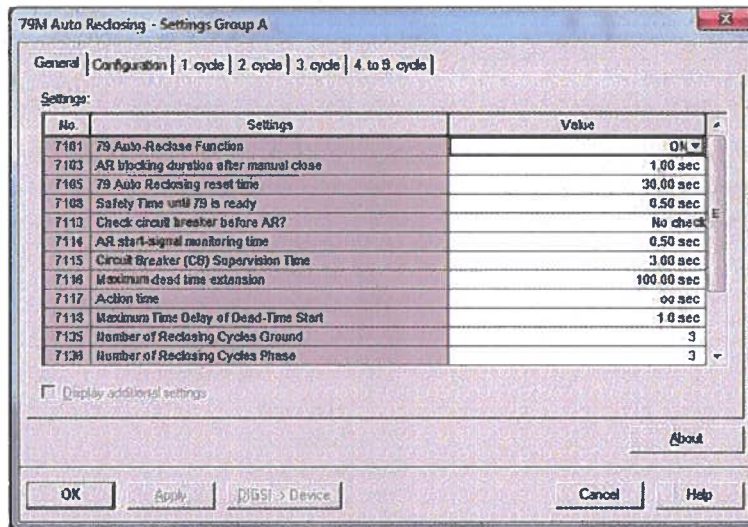 79M Auto Reclosing - Settings Group A
General Configuration 1. cycle 2. cycle 3. cycle 4. to 9. cycle
Settings:
No. Settings Value
7101 79 Auto-Reclose Function ON
7103 AR blocking duration after manual close 1,00 sec
7105 79 Auto Reclosing reset time 30,00 sec
7108 Safety Time until 79 is ready 0,50 sec
7113 Check circuit breaker before AR? No check
7114 AR start-signal monitoring time 0,50 sec
7115 Circuit Breaker (CB) Supervision Time 3,00 sec
7116 Maximum dead time extension 100,00 sec
7117 Action time oo sec
7118 Maximum Time Delay of Dead-Time Start 1.0 sec
7135 Number of Reclosing Cycles Ground 3
7136 Number of Reclosing Cycles Phase 3
Display additional settings
About
OK Apply DIGSI > Device Cancel Help